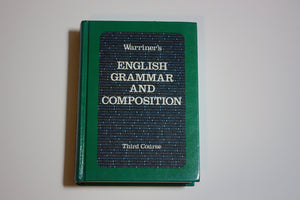 Warriner's
ENGLISH
GRAMMAR
AND
COMPOSITION
Third Course